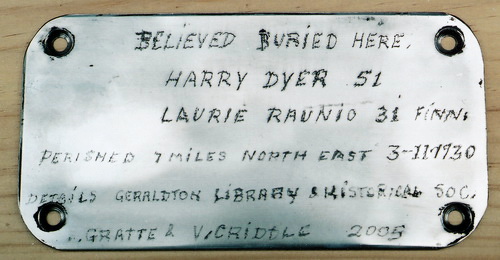 BELIEVED BURIED HERE.
HARRY DYER 51
LAURIE RAUNIO 31 FINN.
PERISHED 7 MILES NORTH EAST 3-11-1930
DETAILS GERALDTON LIBRARY & HISTORICAL SOC.
GRATTE & V. CRIDDLE 2005